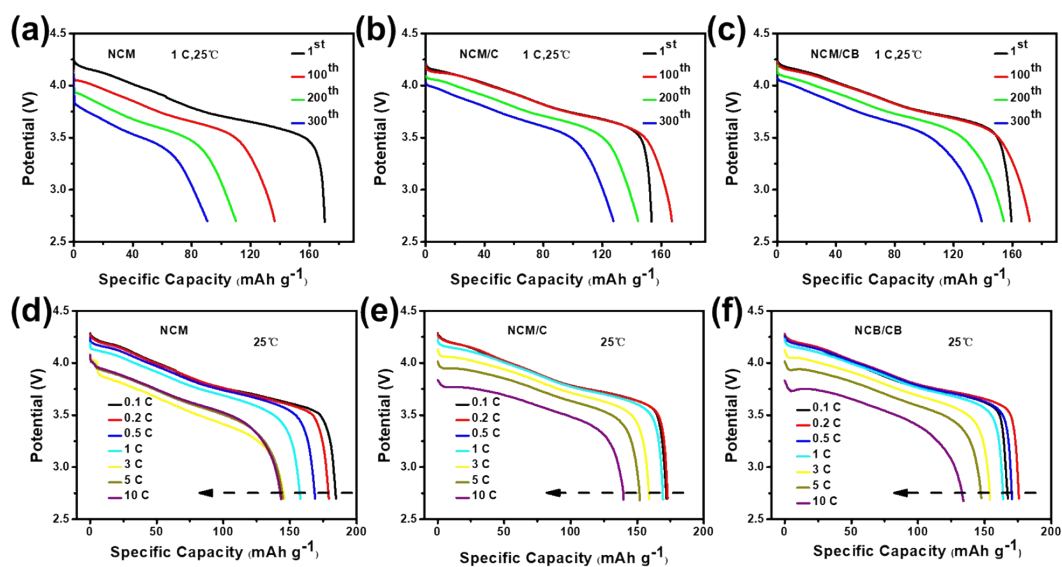 (a)
NCM 1 C,25℃
1st
100th
200th
300th
Potential (V)
4.5
4.0
3.5
3.0
2.5
0 40 80 120 160
Specific Capacity (mAh g-1)
(b)
NCM/C 1 C,25℃
1st
100th
200th
300th
Potential (V)
4.5
4.0
3.5
3.0
2.5
0 40 80 120 160
Specific Capacity (mAh g-1)
(c)
NCM/CB 1 C,25℃
1st
100th
200th
300th
Potential (V)
4.5
4.0
3.5
3.0
2.5
0 40 80 120 160
Specific Capacity (mAh g-1)
(d)
NCM 25℃
0.1 C
0.2 C
0.5 C
1 C
3 C
5 C
10 C
Potential (V)
4.5
4.0
3.5
3.0
2.5
0 50 100 150 200
Specific Capacity (mAh g-1)
(e)
NCM/C 25℃
0.1 C
0.2 C
1 C
3 C
5 C
10 C
Potential (V)
4.5
4.0
3.5
3.0
2.5
0 50 100 150 200
Specific Capacity (mAh g-1)
(f)
NCB/CB 25℃
0.1 C
0.2 C
0.5 C
1 C
3 C
5 C
10 C
Potential (V)
4.5
4.0
3.5
3.0
2.5
0 50 100 150 200
Specific Capacity (mAh g-1)